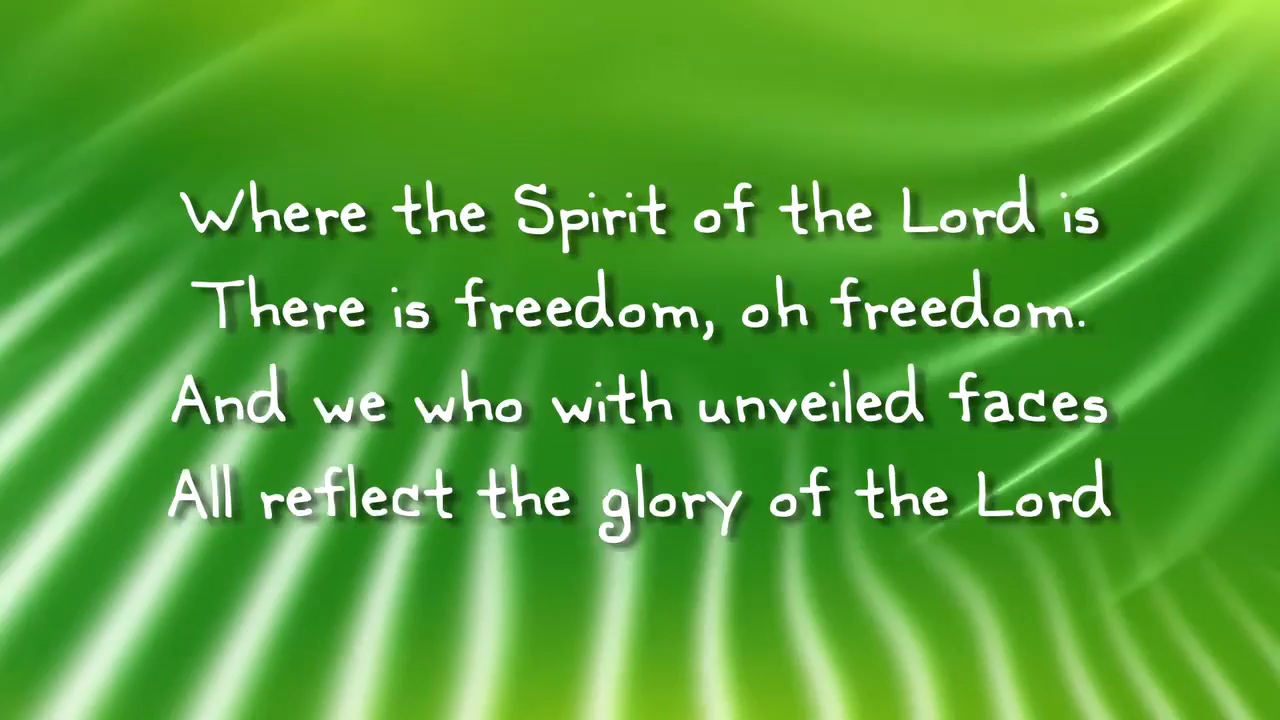 Where the Spirit of the Lord is
There is freedom, oh freedom.
And we who with unveiled faces
All reflect the glory of the Lord